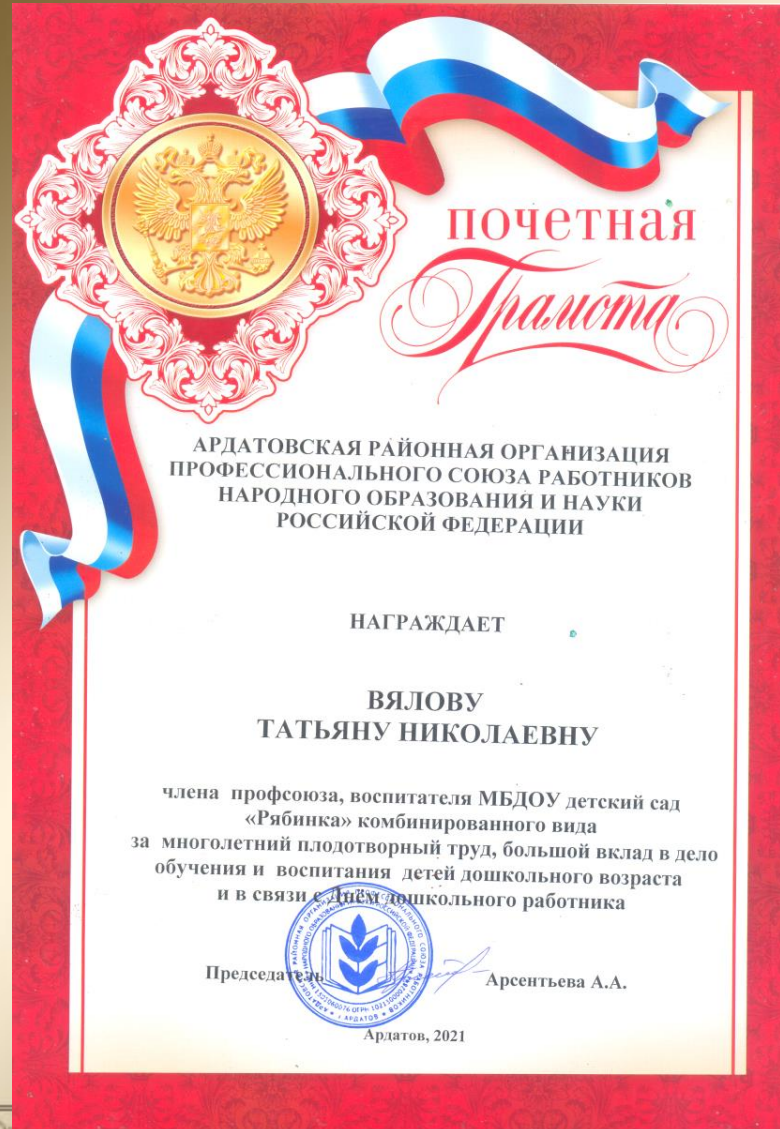 ПОЧЕТНАЯ
Грамота
АРДАТОВСКАЯ РАЙОННАЯ ОРГАНИЗАЦИЯ
ПРОФЕССИОНАЛЬНОГО СОЮЗА РАБОТНИКОВ
НАРОДНОГО ОБРАЗОВАНИЯ И НАУКИ
РОССИЙСКОЙ ФЕДЕРАЦИИ
НАГРАЖДАЕТ
ВЯЛОВУ
ТАТЬЯНУ НИКОЛАЕВНУ
члена профсоюза, воспитателя МБДОУ детский сад
«Рябинка» комбинированного вида
за многолетний плодотворный труд, большой вклад в дело
обучения и воспитания детей дошкольного возраста
и в связи с Днём дошкольного работника
Председатель Арсентьева А.А.
Ардатов, 2021